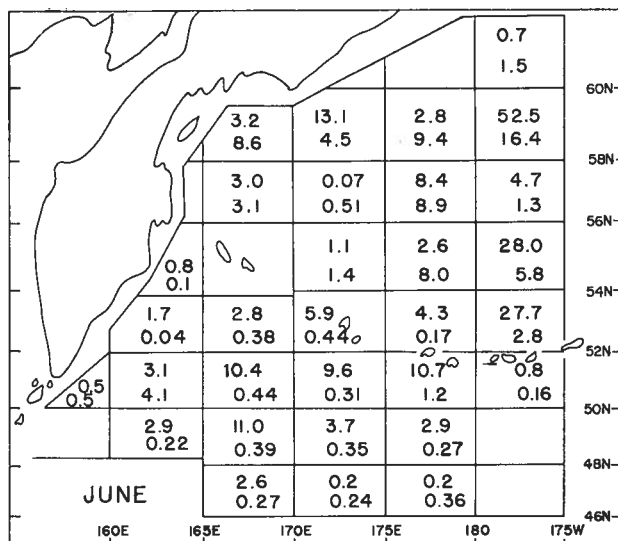 0.7
1.5
60N
3.2 13.1 2.8 52.5
8.6 4.5 9.4 16.4
58N
3.0 0.07 8.4 4.7
3.1 0.51 8.9 1.3
56N
0.8 1.1 2.6 28.0
0.1 1.4 8.0 5.8
54N
1.7 2.8 5.9 4.3 27.7
0.04 0.38 0.44 0.17 2.8
52N
0.5 3.1 10.4 9.6 10.7 0.8
0.5 4.1 0.44 0.31 1.2 0.16
50N
2.9 11.0 3.7 2.9
0.22 0.39 0.35 0.27
48N
JUNE 2.6 0.2 0.2
0.27 0.24 0.36
46N
160E 165E 170E 175E 180 175W